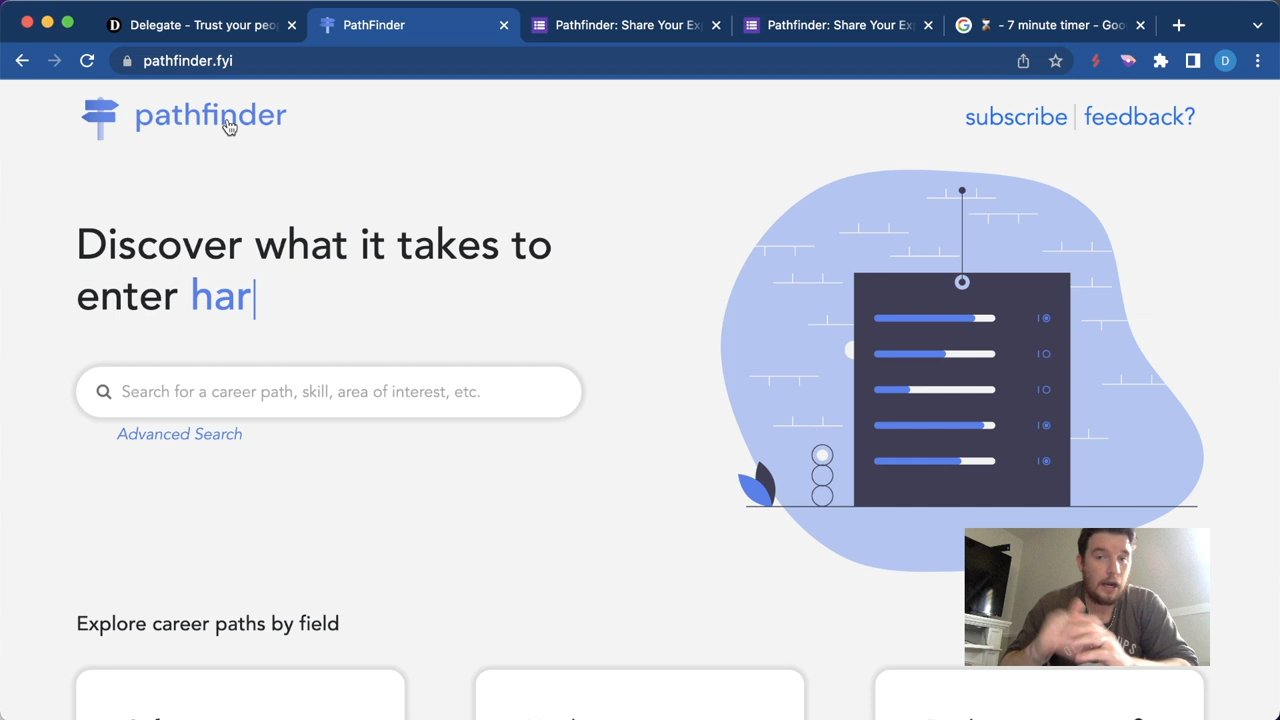 Delegate - Trust your peo
PathFinder
Pathfinder: Share Your Ex
Pathfinder: Share Your Ex
- 7 minute timer - Goo
pathfinder.fyi
D
pathfinder
subscribe
feedback?
Discover what it takes to
enter har
Search for a career path, skill, area of interest, etc.
Advanced Search
Explore career paths by field